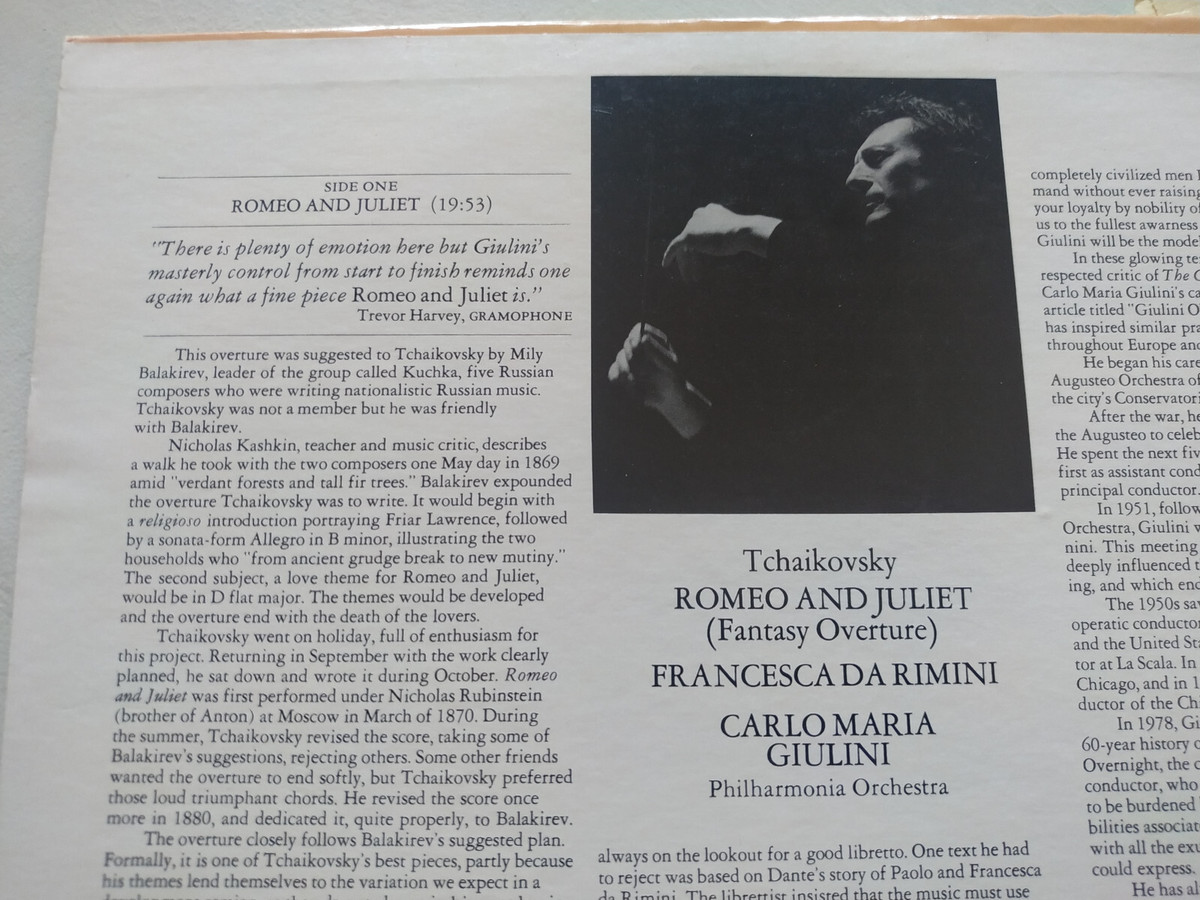 SIDE ONE
ROMEO AND JULIET (19:53)
"There is plenty of emotion here but Giulini's
masterly control from start to finish reminds one
again what a fine piece Romeo and Juliet is."
Trevor Harvey, GRAMOPHONE
This overture was suggested to Tchaikovsky by Mily
Balakirev, leader of the group called Kuchka, five Russian
composers who were writing nationalistic Russian music.
Tchaikovsky was not a member but he was friendly
with Balakirev.
Nicholas Kashkin, teacher and music critic, describes
a walk he took with the two composers one May day in 1869
amid "verdant forests and tall fir trees." Balakirev expounded
the overture Tchaikovsky was to write. It would begin with
a religioso introduction portraying Friar Lawrence, followed
by a sonata-form Allegro in B minor, illustrating the two
households who "from ancient grudge break to new mutiny."
The second subject, a love theme for Romeo and Juliet,
would be in D flat major. The themes would be developed
and the overture end with the death of the lovers.
Tchaikovsky went on holiday, full of enthusiasm for
this project. Returning in September with the work clearly
planned, he sat down and wrote it during October. Romeo
and Juliet was first performed under Nicholas Rubinstein
(brother of Anton) at Moscow in March of 1870. During
the summer, Tchaikovsky revised the score, taking some of
Balakirev's suggestions, rejecting others. Some other friends
wanted the overture to end softly, but Tchaikovsky preferred
those loud triumphant chords. He revised the score once
more in 1880, and dedicated it, quite properly, to Balakirev.
The overture closely follows Balakirev's suggested plan.
Formally, it is one of Tchaikovsky's best pieces, partly because
his themes lend themselves to the variation we expect in a
Tchaikovsky
ROMEO AND JULIET
(Fantasy Overture)
FRANCESCA DA RIMINI
CARLO MARIA
GIULINI
Philharmonia Orchestra
always on the lookout for a good libretto. One text he had
to reject was based on Dante's story of Paolo and Francesca
da Rimini. The librettist insisted that the music must use
completely civilized men
mand without ever raising
your loyalty by nobility of
us to the fullest awarness
Giulini will be the model
In these glowing
respected critic of The
Carlo Maria Giulini's
article titled "Giulini
has inspired similar
throughout Europe and
He began his
Augusteo Orchestra of
the city's
After the war, he
the Augusteo to
He spent the next
first as assistant
principal conductor.
In 1951,
Orchestra, Giulini
nini. This meeting
deeply influenced
ing, and which
The 1950s
operatic
and the United
tor at La Scala. In
Chicago, and in
ductor of the
In 1978,
60-year history
Overnight, the
conductor, who
to be burdened
bilities
with all the
could express.
He has